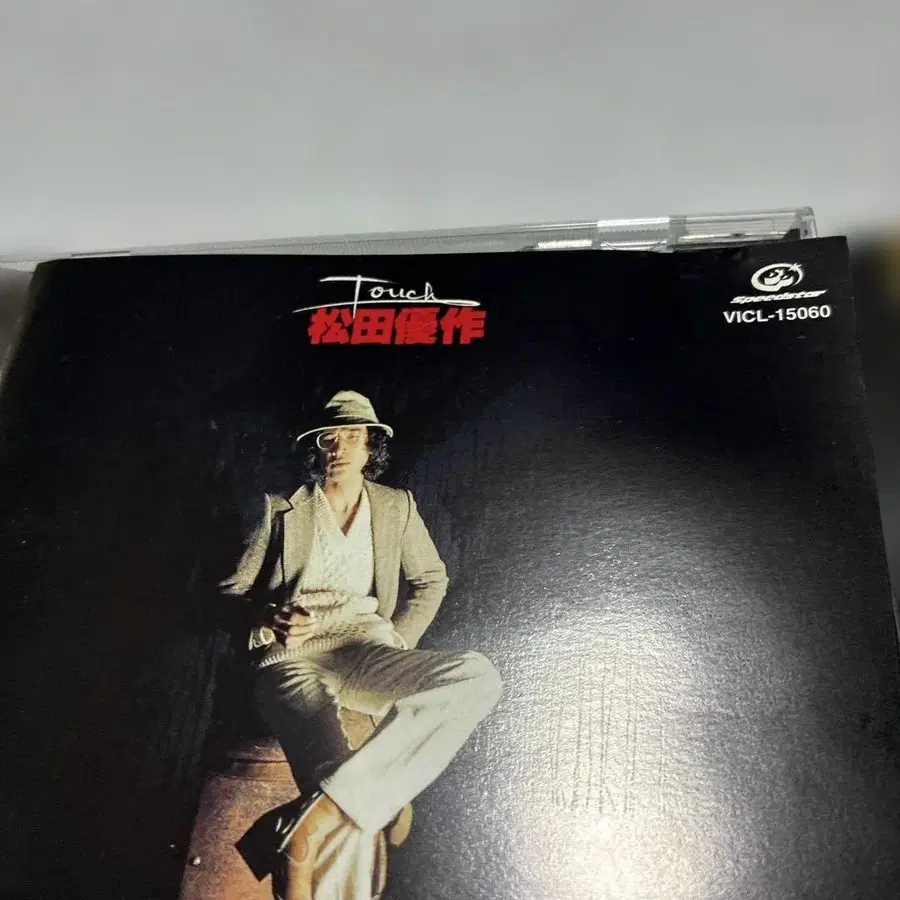 Touch
松田優作
Speedstar
VICL-15060